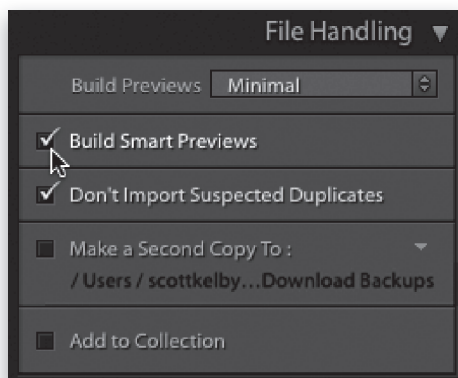 File Handling
Build Previews Minimal
Build Smart Previews
Don't Import Suspected Duplicates
Make a Second Copy To :
/ Users / scottkelby...Download Backups
Add to Collection